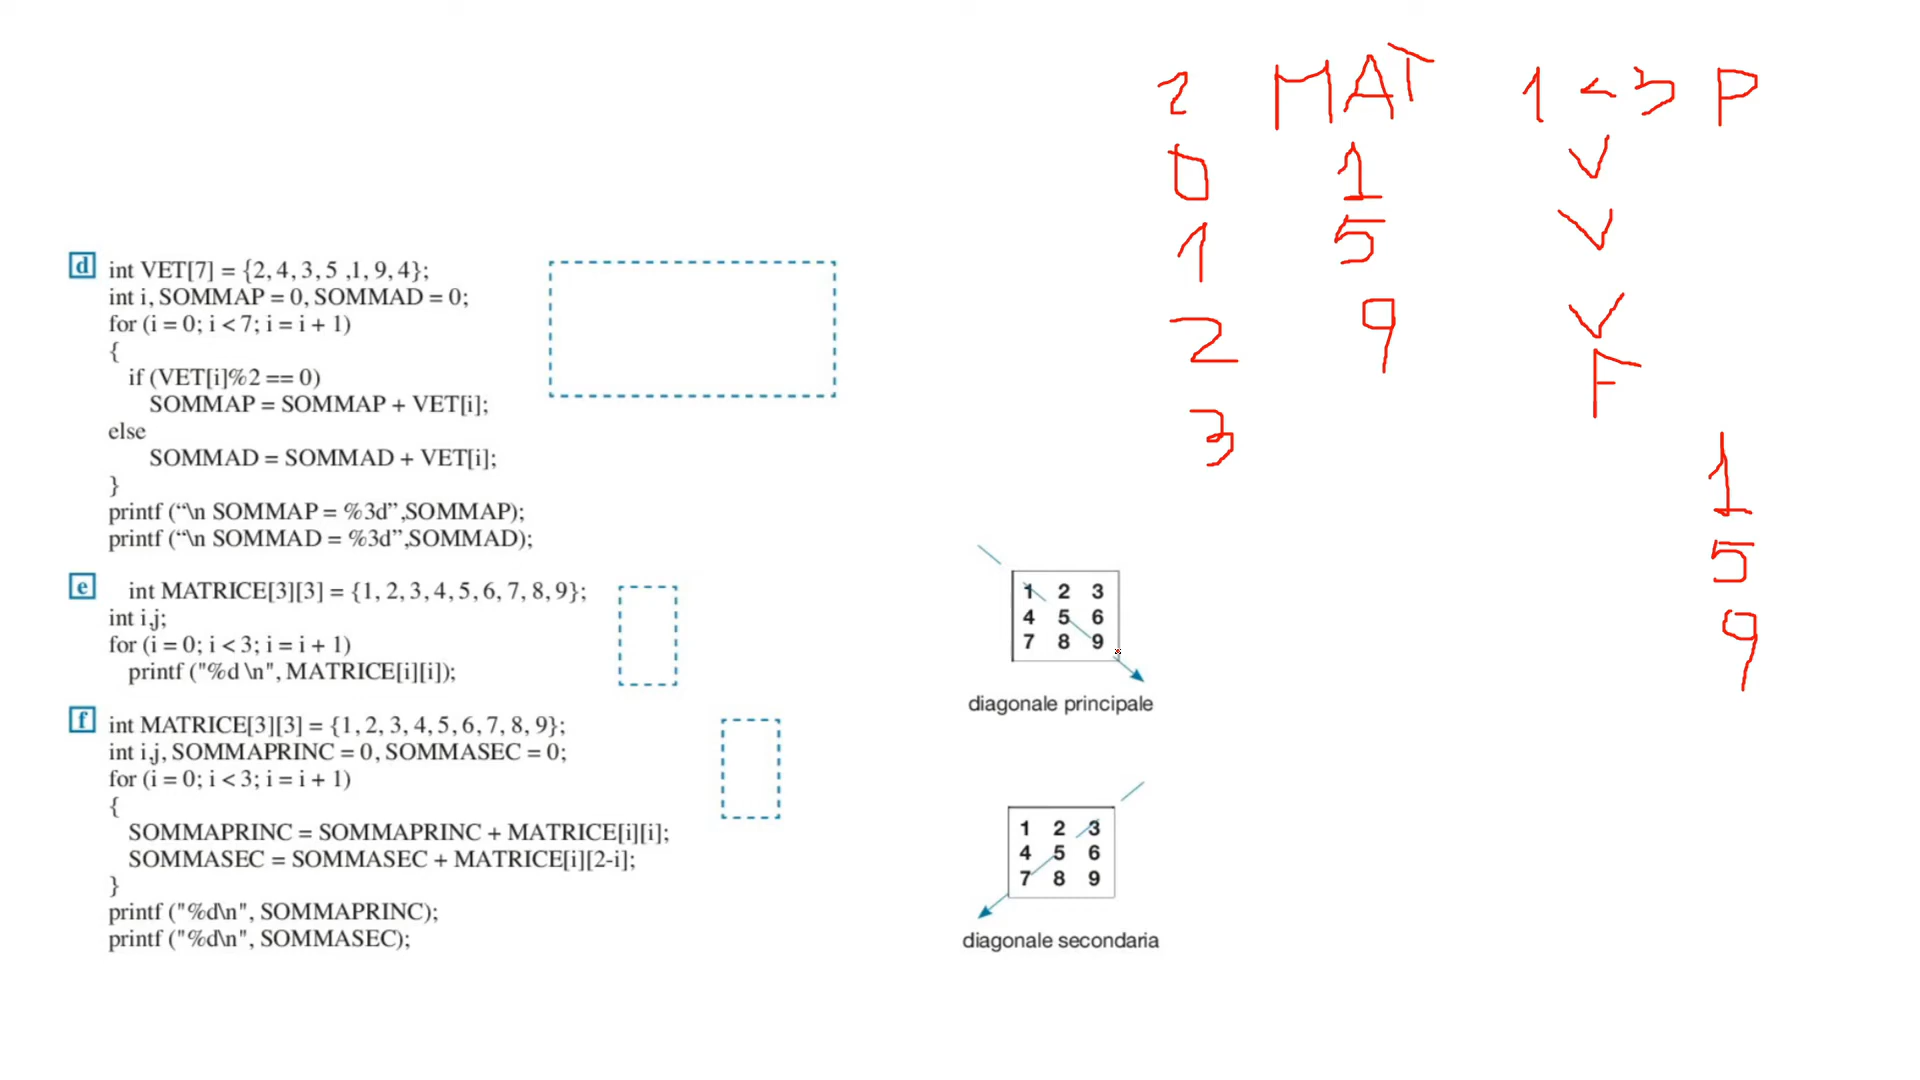 d int VET[7] = {2, 4, 3, 5 ,1, 9, 4};
int i, SOMMAP = 0, SOMMAD = 0;
for (i = 0; i < 7; i = i + 1)
{
if (VET[i]%2 == 0)
SOMMAP = SOMMAP + VET[i];
else
SOMMAD = SOMMAD + VET[i];
}
printf (“\n SOMMAP = %3d”,SOMMAP);
printf (“\n SOMMAD = %3d”,SOMMAD);
e int MATRICE[3][3] = {1, 2, 3, 4, 5, 6, 7, 8, 9};
int i,j;
for (i = 0; i < 3; i = i + 1)
printf ("%d \n", MATRICE[i][i]);
f int MATRICE[3][3] = {1, 2, 3, 4, 5, 6, 7, 8, 9};
int i,j, SOMMAPRINC = 0, SOMMASEC = 0;
for (i = 0; i < 3; i = i + 1)
{
SOMMAPRINC = SOMMAPRINC + MATRICE[i][i];
SOMMASEC = SOMMASEC + MATRICE[i][2-i];
}
printf ("%d\n", SOMMAPRINC);
printf ("%d\n", SOMMASEC);
1 2 3
4 5 6
7 8 9
diagonale principale
1 2 3
4 5 6
7 8 9
diagonale secondaria
MAT 1 < 3 P
0 1 V
1 5 V
2 9 V
F
3
1
5
9